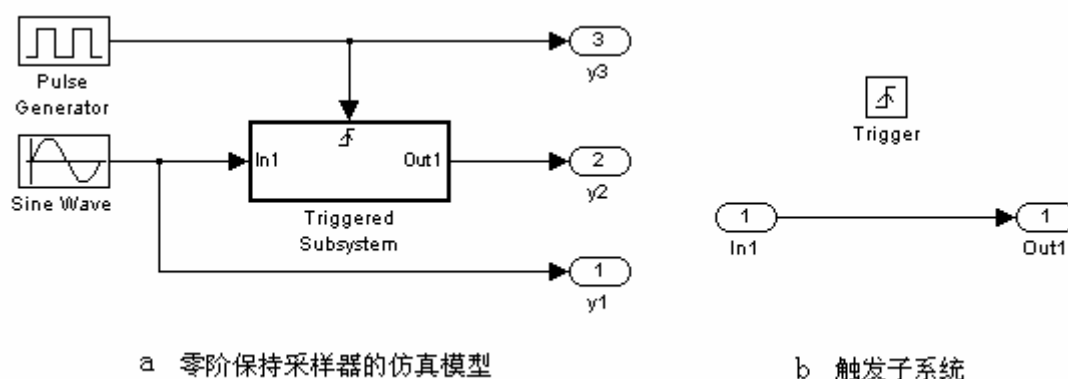 3
y3
Pulse
Generator
Trigger
In1
Out1
2
y2
Sine Wave
Triggered
Subsystem
1
In1
1
Out1
1
y1
a 零阶保持采样器的仿真模型
b 触发子系统